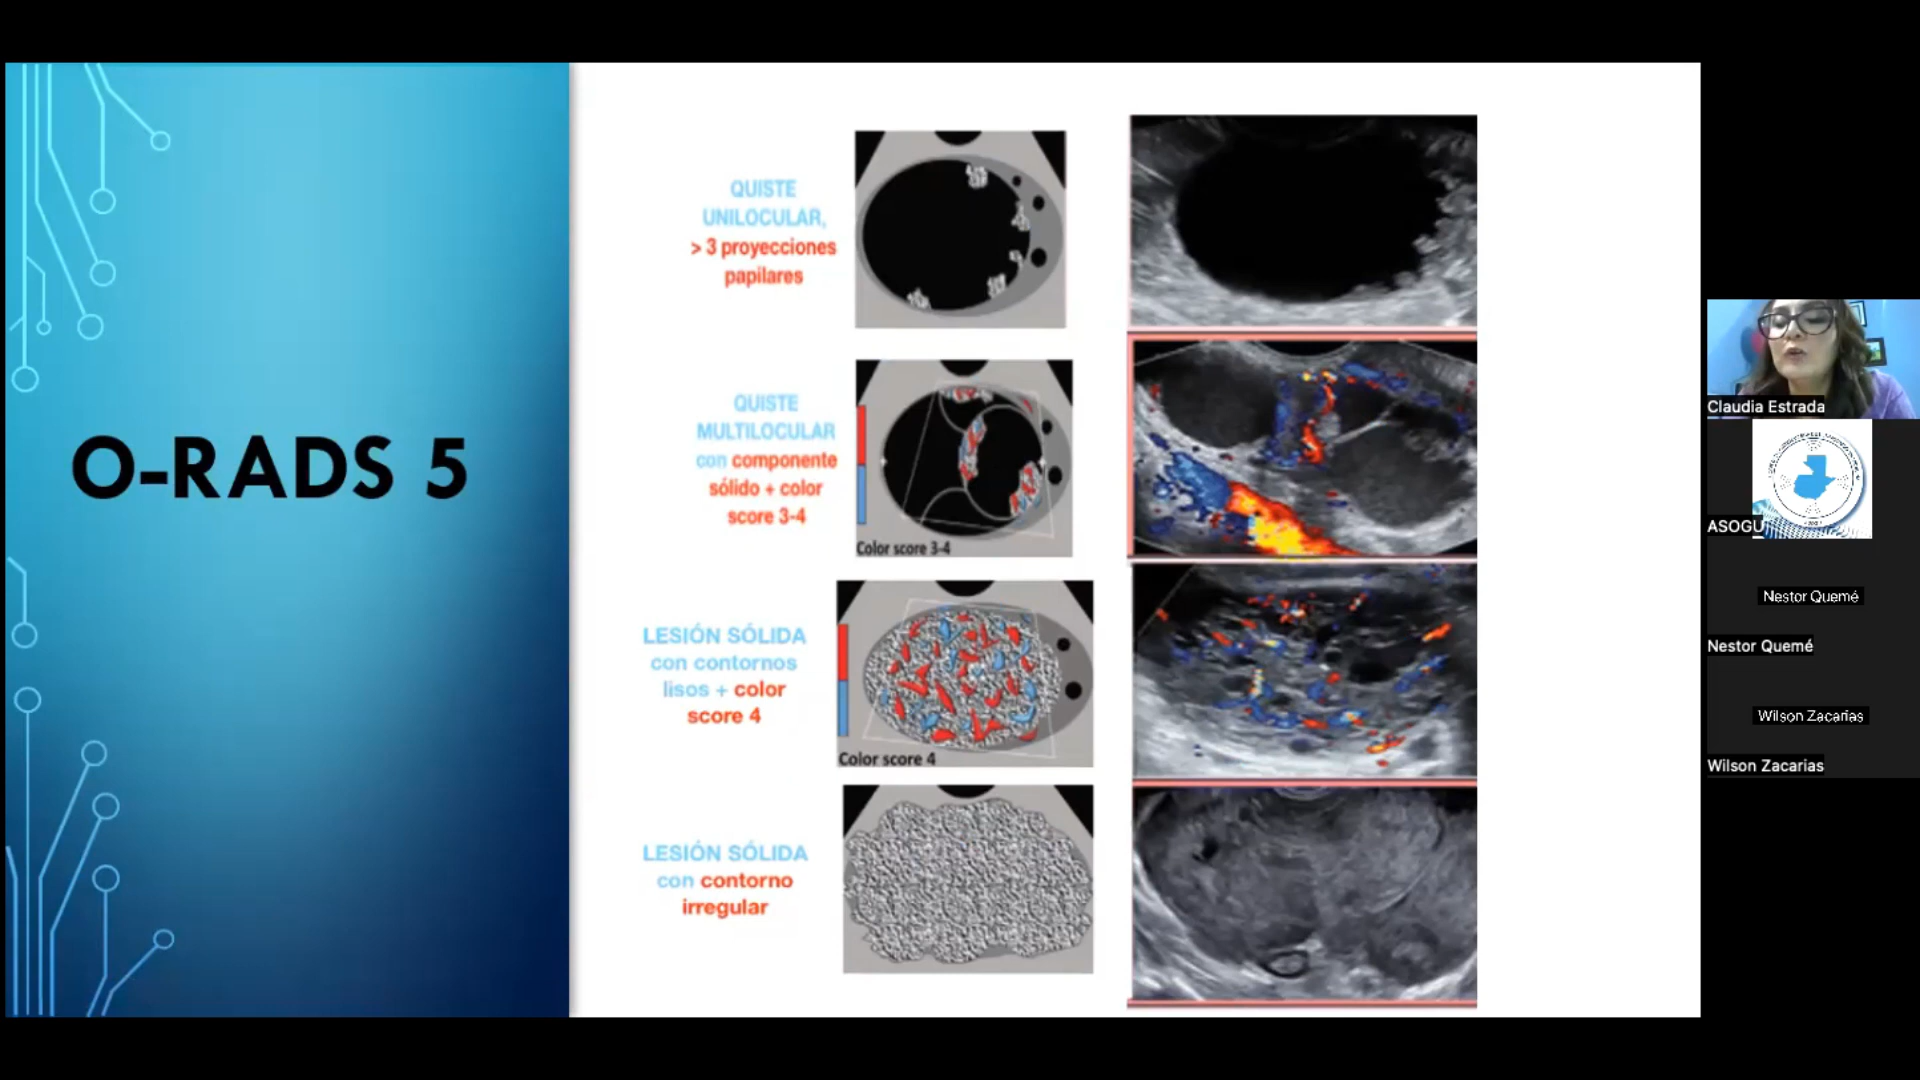 O-RADS 5
QUISTE
UNILOCULAR,
> 3 proyecciones
papilares
QUISTE
MULTILOCULAR
con componente
sólido + color
score 3-4
Color score 3-4
LESIÓN SÓLIDA
con contornos
lisos + color
score 4
Color score 4
LESIÓN SÓLIDA
con contorno
irregular
Claudia Estrada
ASOGU
Nestor Quemé
Nestor Quemé
Wilson Zacarias
Wilson Zacarias